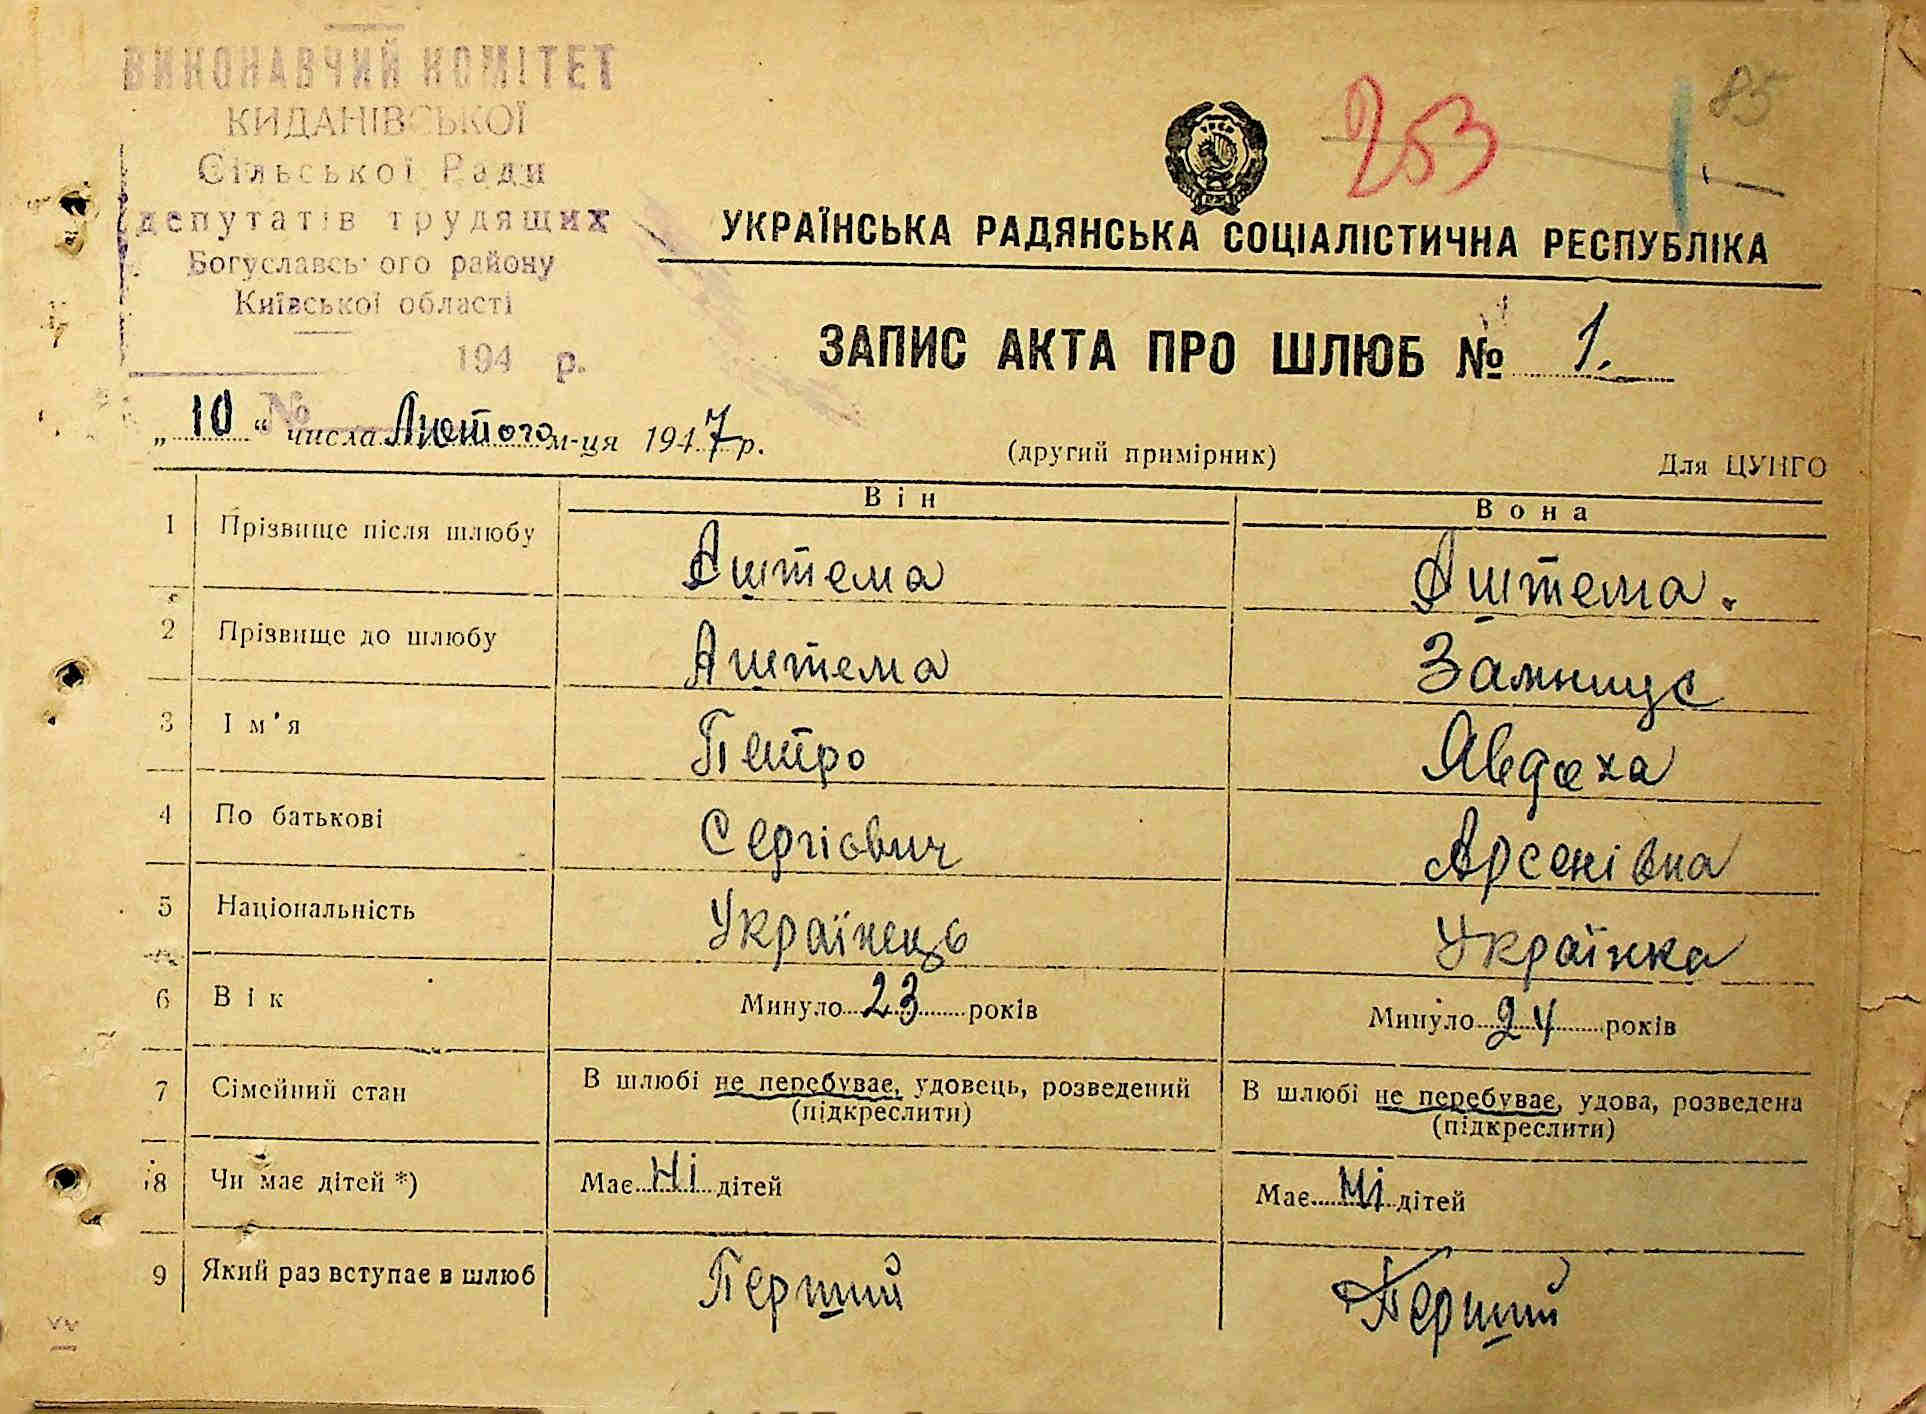 ВИКОНАВЧИЙ КОМІТЕТ
КИДАНІВСЬКОЇ
Сільської Ради
депутатів трудящих
Богуславського району
Київської області
194 р.
№
253
85
УКРАЇНСЬКА РАДЯНСЬКА СОЦІАЛІСТИЧНА РЕСПУБЛІКА
ЗАПИС АКТА ПРО ШЛЮБ № 1.
„10“ числа Лютого м-ця 1947 р.
(другий примірник)
Для ЦУНГО
Він
Вона
1 Прізвище після шлюбу Аштема Аштема.
2 Прізвище до шлюбу Аштема
3 Ім'я Петро Явдоха
4 По батькові Сергіович Арсенівна
5 Національність Українець Українка
6 Вік Минуло 23 років Минуло 24 років
7 Сімейний стан В шлюбі не перебуває, удовець, розведений В шлюбі не перебуває, удова, розведена
(підкреслити) (підкреслити)
8 Чи має дітей *) Має Ні дітей Має Ні дітей
9 Який раз вступає в шлюб Перший Перший